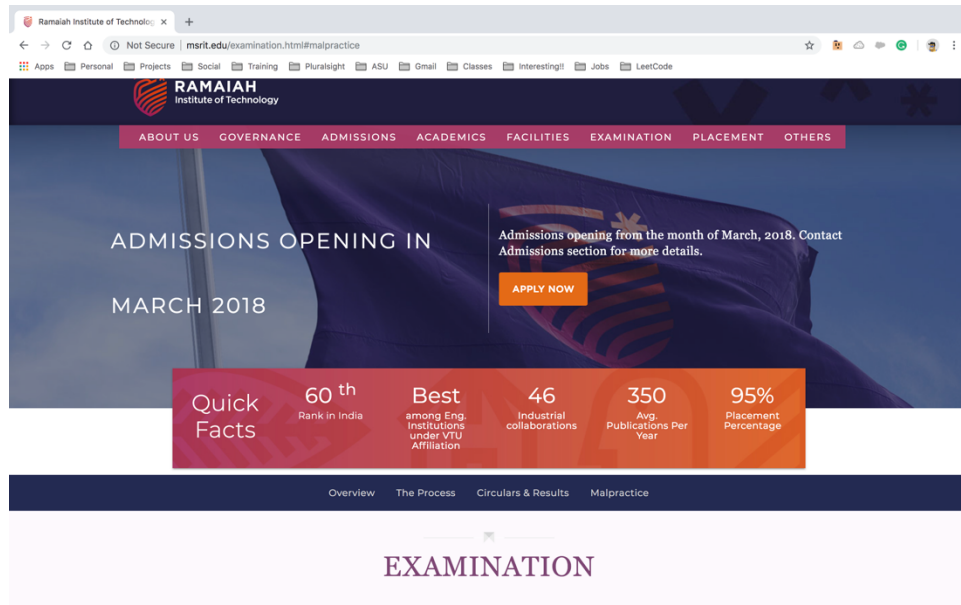 Ramaiah Institute of Technolog
Not Secure | msrit.edu/examination.html#malpractice
Apps Personal Projects Social Training Pluralsight ASU Gmail Classes Interesting!! Jobs LeetCode
RAMAIAH
Institute of Technology
ABOUT US GOVERNANCE ADMISSIONS ACADEMICS FACILITIES EXAMINATION PLACEMENT OTHERS
ADMISSIONS OPENING IN
MARCH 2018
Admissions opening from the month of March, 2018. Contact
Admissions section for more details.
APPLY NOW
Quick
Facts
60 th
Rank in India
Best
among Eng.
Institutions
under VTU
Affiliation
46
Industrial
collaborations
350
Avg.
Publications Per
Year
95%
Placement
Percentage
Overview The Process Circulars & Results Malpractice
EXAMINATION